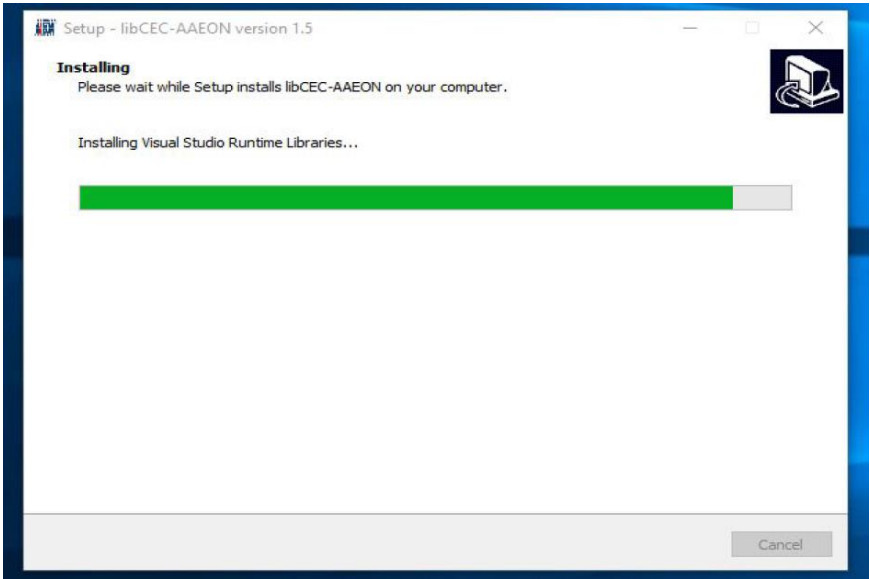 Setup - libCEC-AAEON version 1.5
Installing
Please wait while Setup installs libCEC-AAEON on your computer.
Installing Visual Studio Runtime Libraries...
Cancel